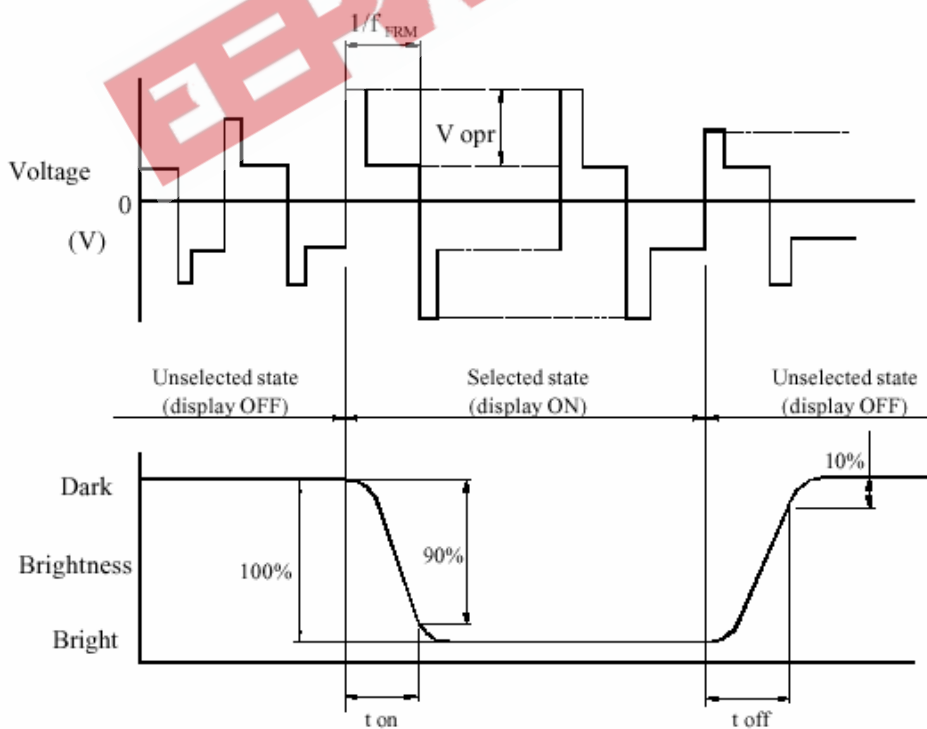 1/f FRM
Voltage
0
(V)
V opr
Unselected state
(display OFF)
Selected state
(display ON)
Unselected state
(display OFF)
10%
Dark
90%
Brightness
100%
Bright
t on
t off